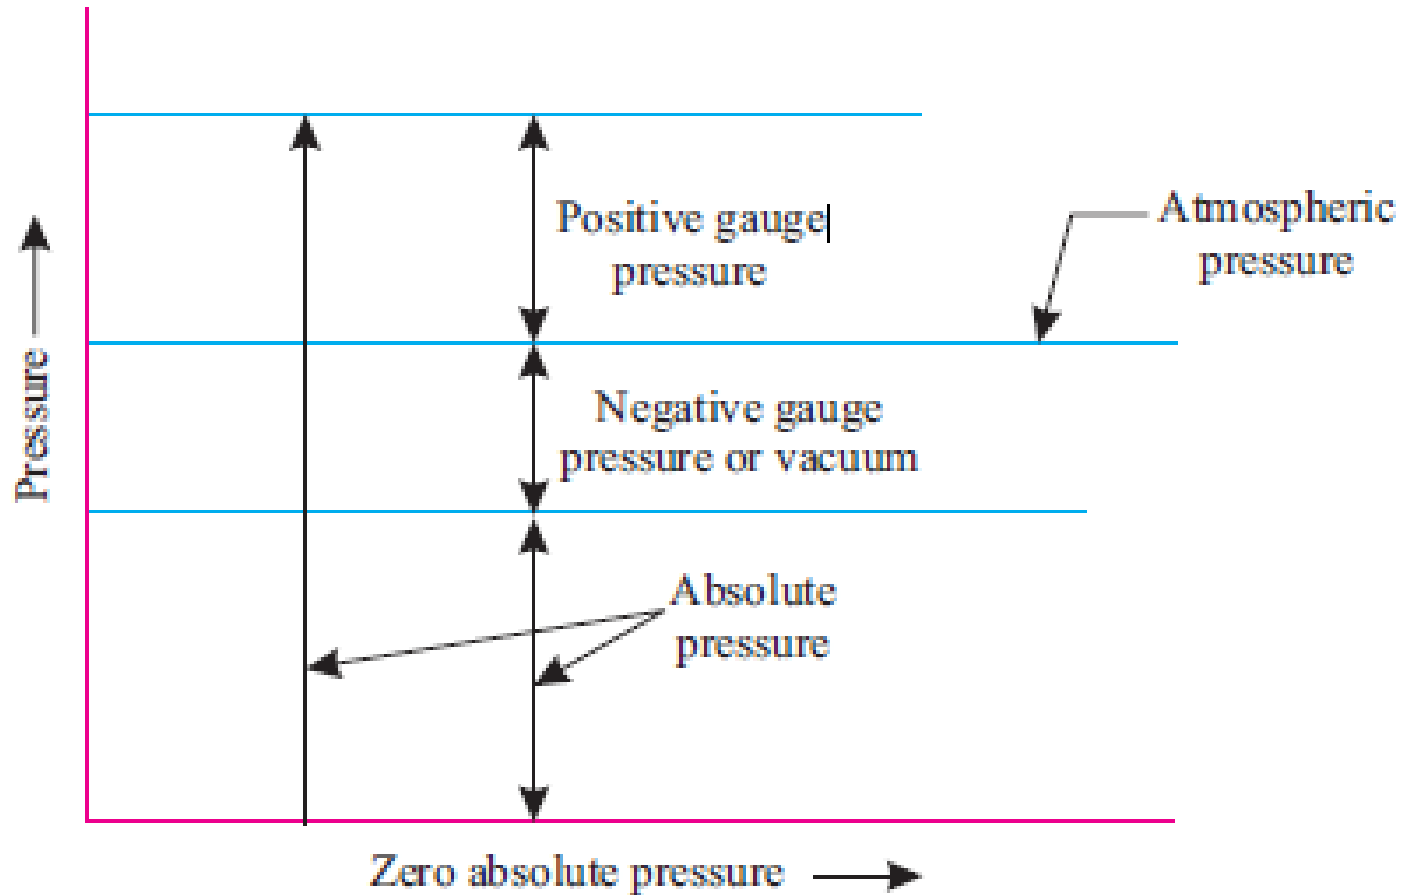 Positive gauge
pressure
Atmospheric
pressure
Pressure
Negative gauge
pressure or vacuum
Absolute
pressure
Zero absolute pressure